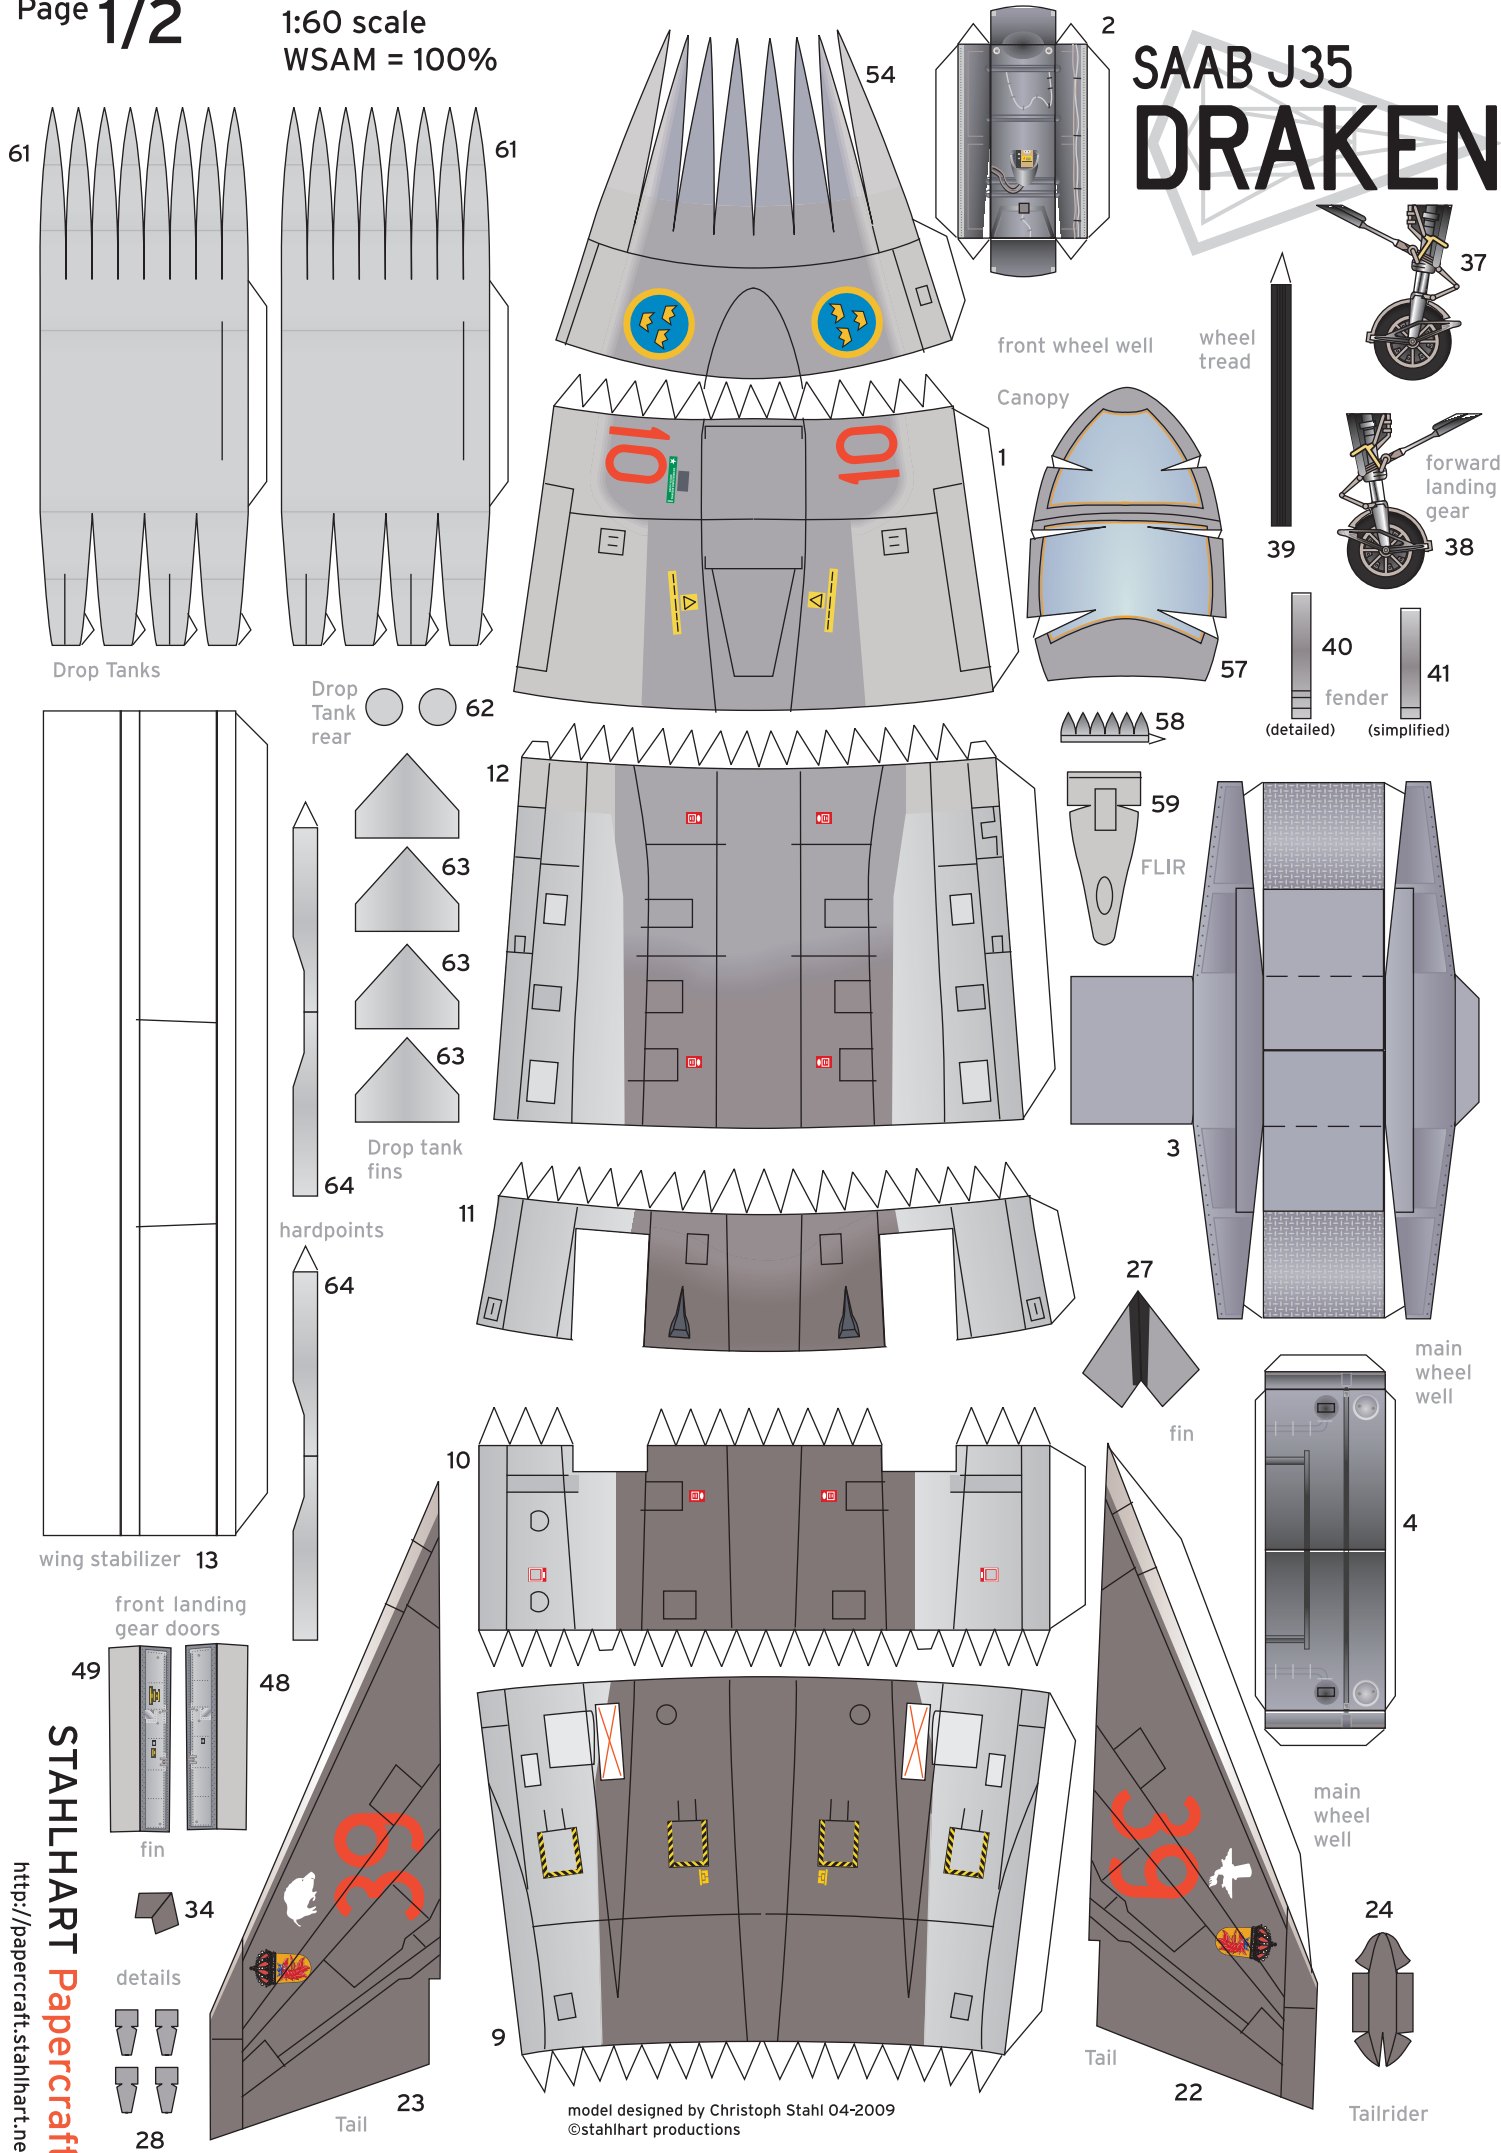 Page 1/2
1:60 scale
WSAM = 100%
SAAB J35
DRAKEN
54
2
61
61
37
front wheel well
wheel
tread
Canopy
10
10
1
forward
landing
gear
38
39
40
41
fender
(detailed)
(simplified)
57
Drop Tanks
Drop
Tank
rear
62
58
12
59
FLIR
63
63
63
Drop tank
fins
3
64
hardpoints
64
11
27
fin
main
wheel
well
10
4
wing stabilizer 13
front landing
gear doors
49
48
fin
34
details
28
STAHLHART Papercraft
http://papercraft.stahlhart.ne
39
39
main
wheel
well
24
9
Tail
23
Tail
22
Tailrider
model designed by Christoph Stahl 04-2009
©stahlhart productions